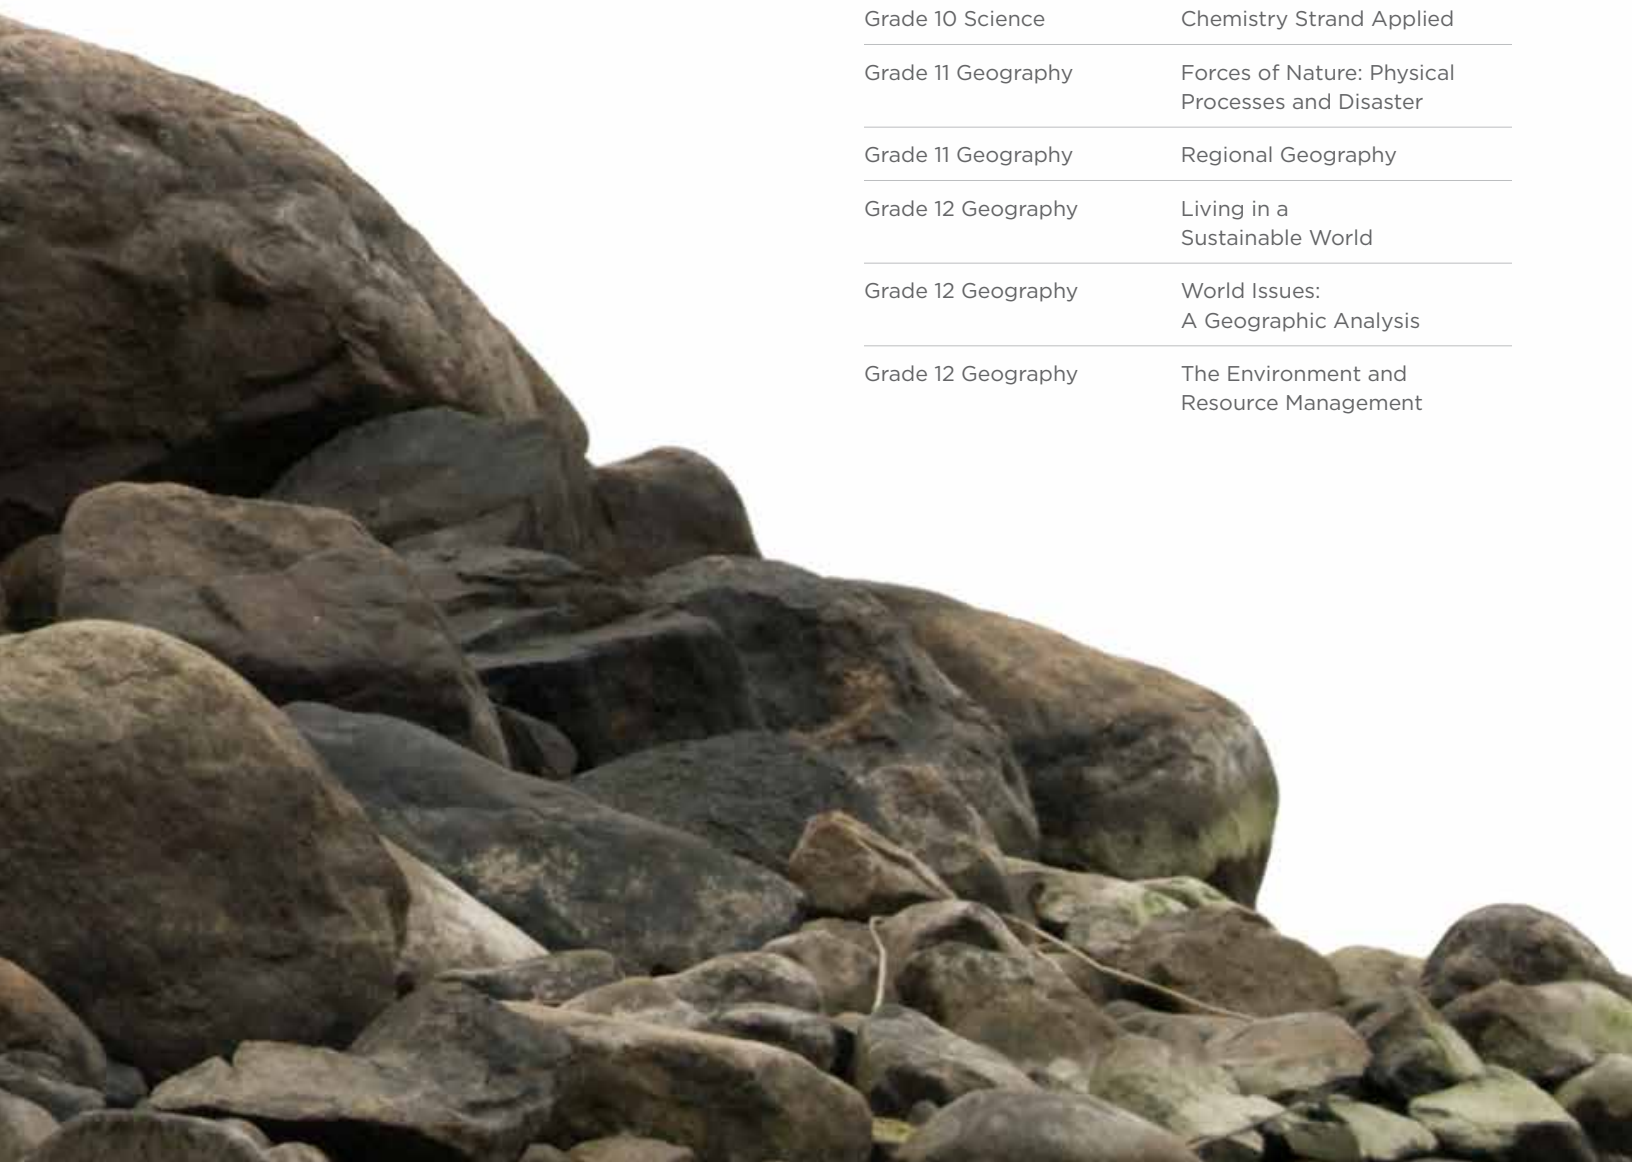 Grade 10 Science Chemistry Strand Applied
Grade 11 Geography Forces of Nature: Physical
Processes and Disaster
Grade 11 Geography Regional Geography
Grade 12 Geography Living in a
Sustainable World
Grade 12 Geography World Issues:
A Geographic Analysis
Grade 12 Geography The Environment and
Resource Management